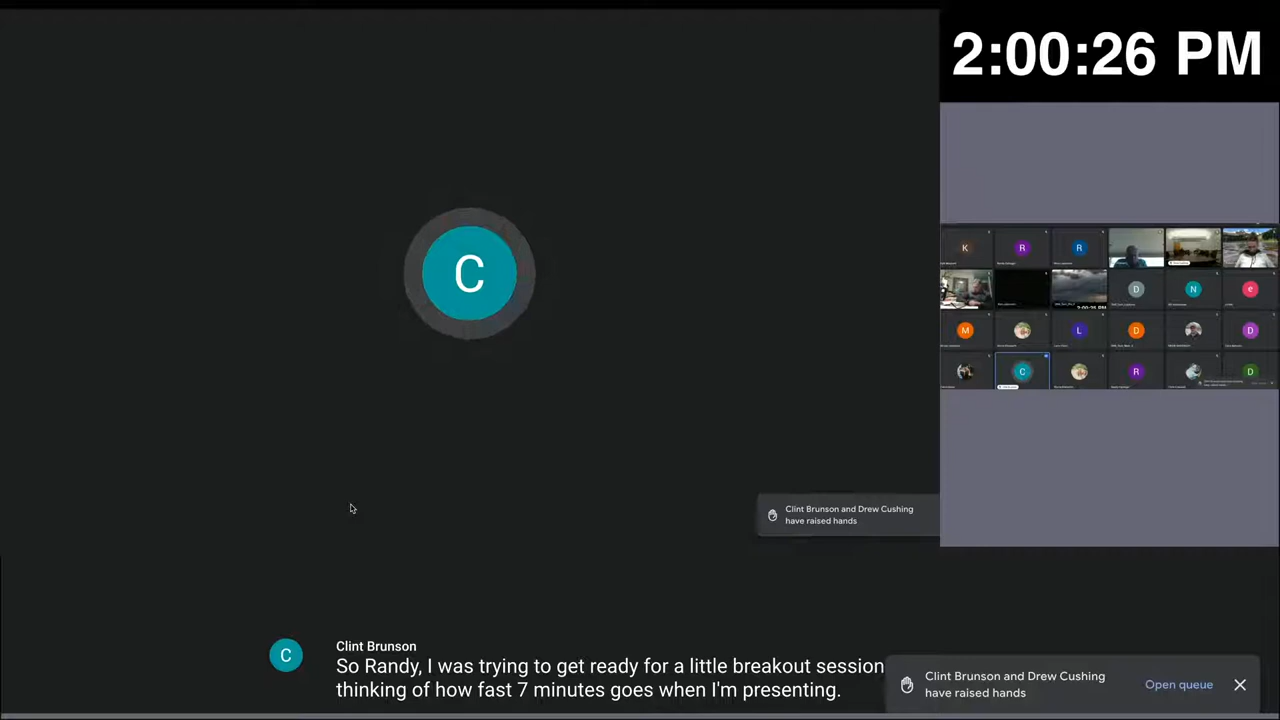 2:00:26 PM
C
K
R
R
D
N
e
M
L
D
D
C
R
D
Clint Brunson and Drew Cushing
have raised hands
C
Clint Brunson
So Randy, I was trying to get ready for a little breakout session
thinking of how fast 7 minutes goes when I'm presenting.
Clint Brunson and Drew Cushing
have raised hands
Open queue